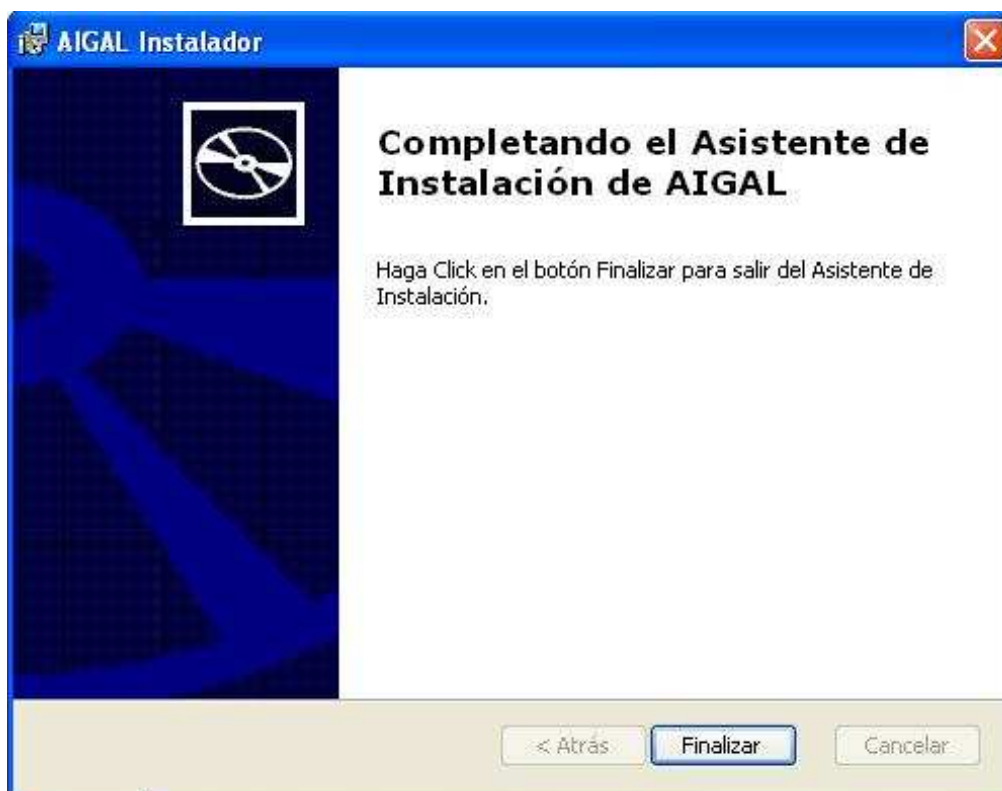 AIGAL Instalador
Completando el Asistente de
Instalación de AIGAL
Haga Click en el botón Finalizar para salir del Asistente de
Instalación.
< Atrás
Finalizar
Cancelar